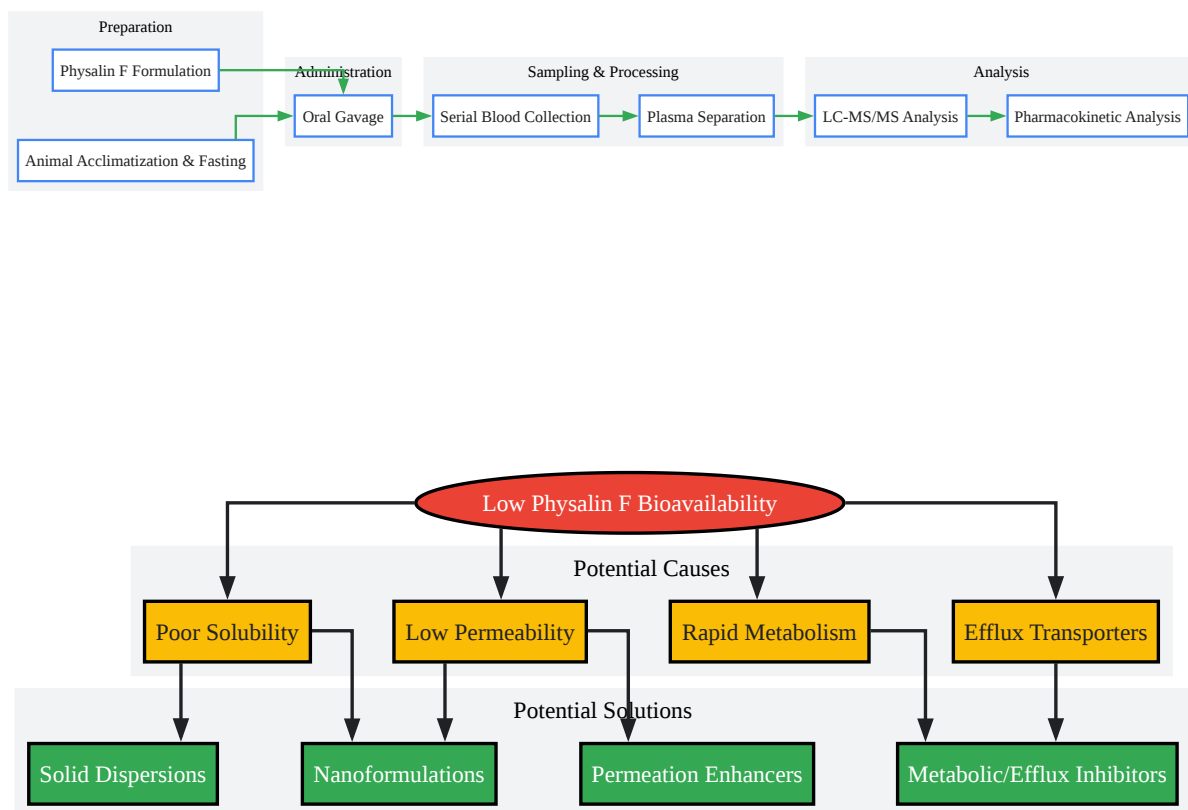 Preparation
Physalin F Formulation
Animal Acclimatization & Fasting
Administration
Oral Gavage
Sampling & Processing
Serial Blood Collection
Plasma Separation
Analysis
LC-MS/MS Analysis
Pharmacokinetic Analysis
Low Physalin F Bioavailability
Potential Causes
Poor Solubility
Low Permeability
Rapid Metabolism
Efflux Transporters
Potential Solutions
Solid Dispersions
Nanoformulations
Permeation Enhancers
Metabolic/Efflux Inhibitors